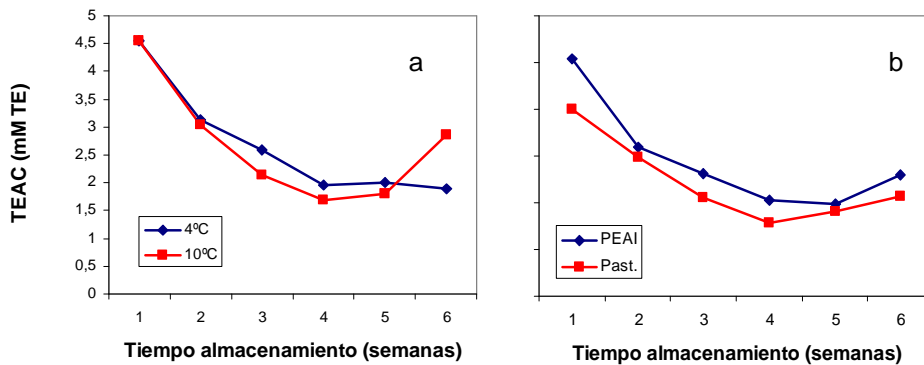 TEAC (mM TE)
5
4,5
4
3,5
3
2,5
2
1,5
1
0,5
0
a
4ºC
10ºC
1 2 3 4 5 6
Tiempo almacenamiento (semanas)
b
PEAI
Past.
1 2 3 4 5 6
Tiempo almacenamiento (semanas)